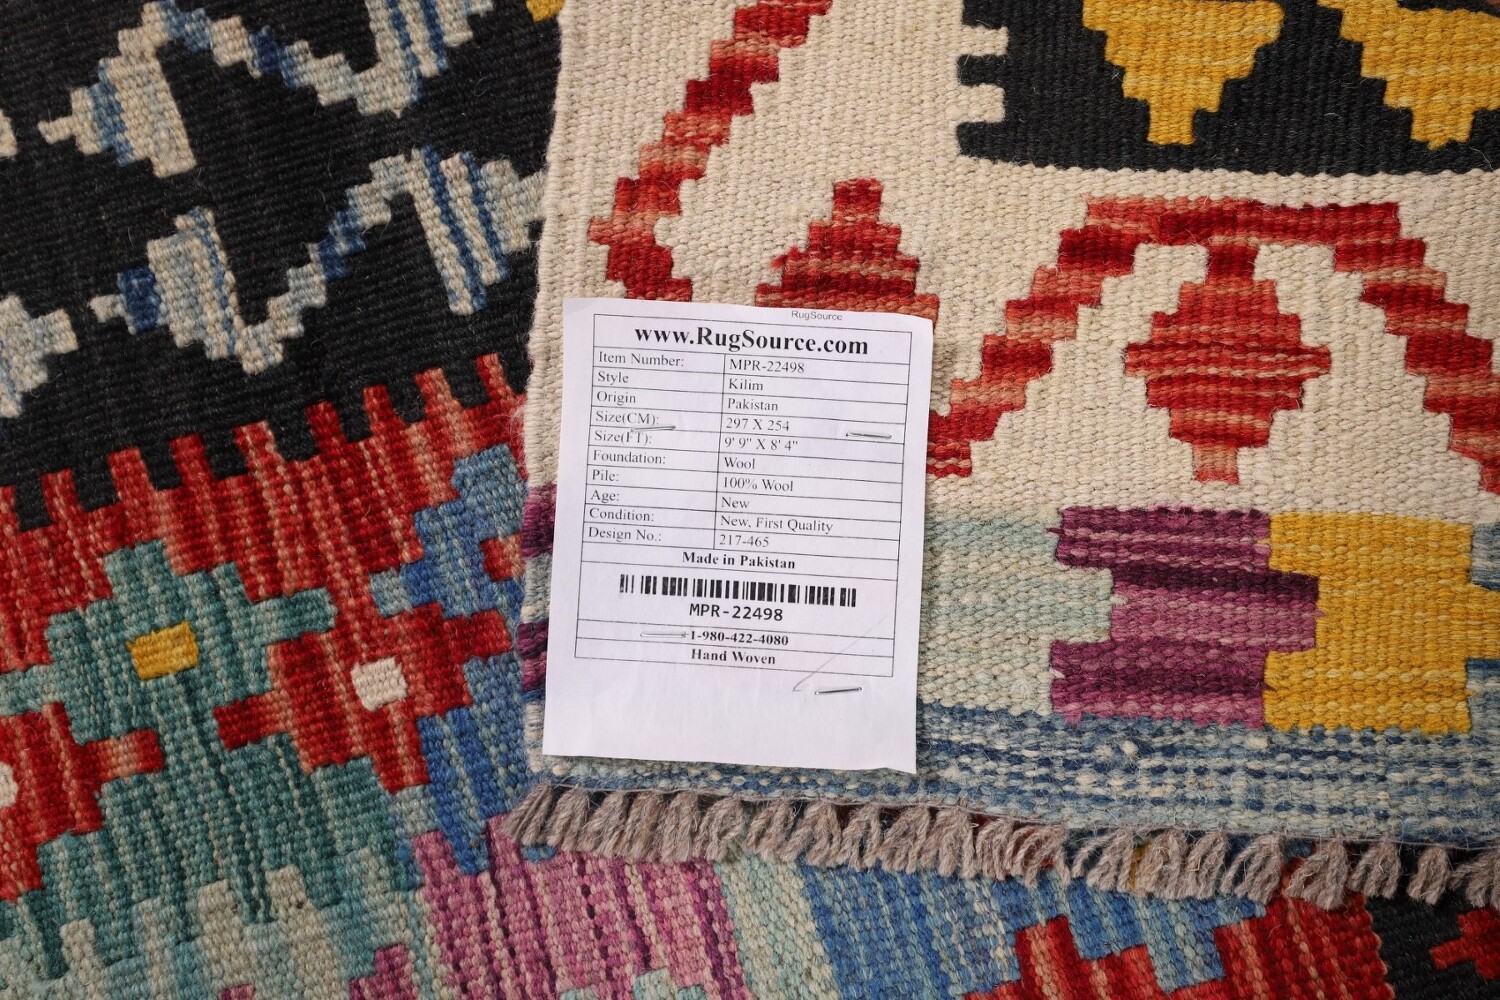 RugSource
www.RugSource.com
Item Number: MPR-22498
Style Kilim
Origin Pakistan
Size(CM): 297 X 254
Size(FT): 9' 9" X 8' 4"
Foundation: Wool
Pile: 100% Wool
Age: New
Condition: New, First Quality
Design No.: 217-465
Made in Pakistan
MPR-22498
1-980-422-4080
Hand Woven